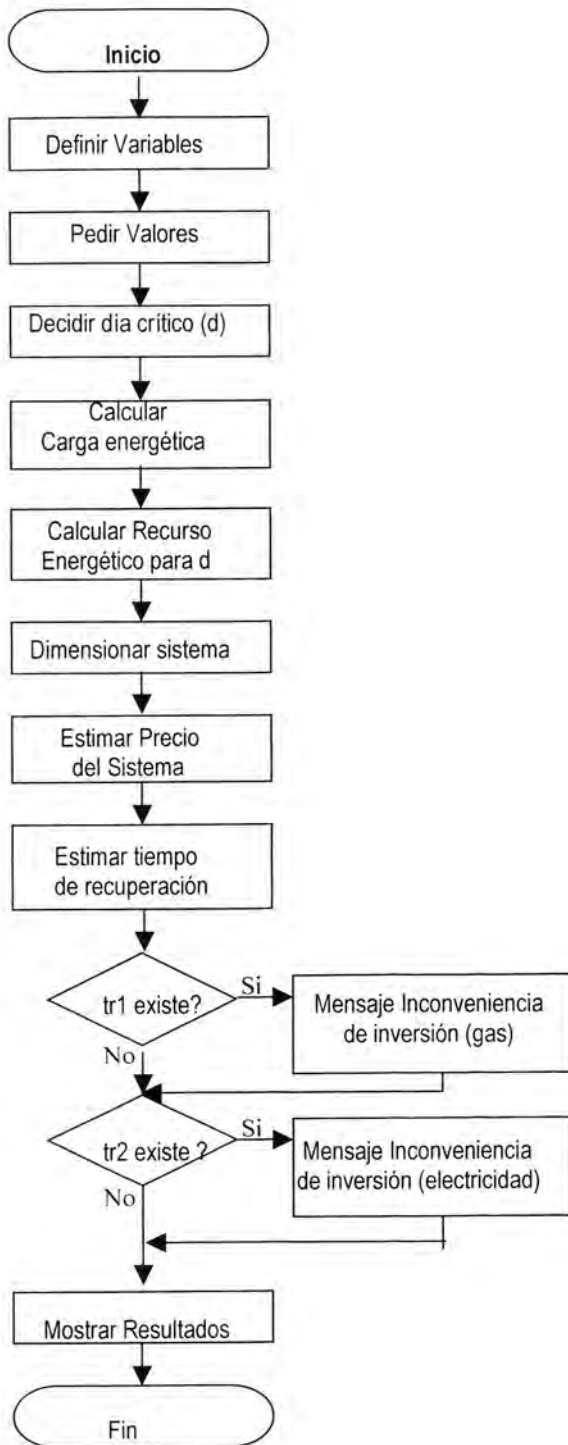 Inicio
Definir Variables
Pedir Valores
Decidir día crítico (d)
Calcular
Carga energética
Calcular Recurso
Energético para d
Dimensionar sistema
Estimar Precio
del Sistema
Estimar tiempo
de recuperación
tr1 existe?
Si
Mensaje Inconveniencia
de inversión (gas)
No
tr2 existe ?
Si
Mensaje Inconveniencia
de inversión (electricidad)
No
Mostrar Resultados
Fin